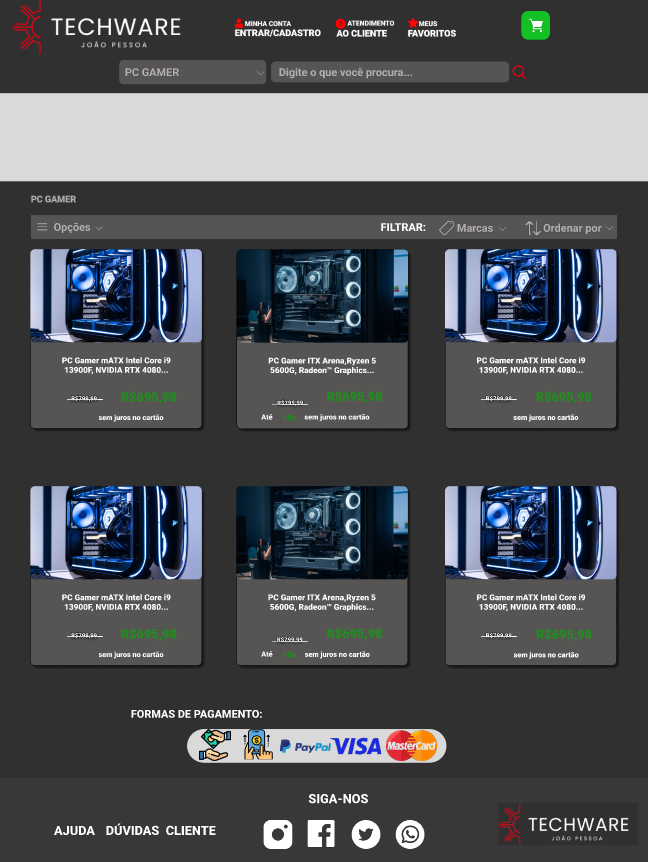 TECHWARE
JOÃO PESSOA
MINHA CONTA
ENTRAR/CADASTRO
ATENDIMENTO
AO CLIENTE
MEUS
FAVORITOS
PC GAMER
Digite o que você procura...
PC GAMER
Opções
FILTRAR:
Marcas
Ordenar por
PC Gamer mATX Intel Core i9
13900F, NVIDIA RTX 4080...
R$799,99
R$695,98
sem juros no cartão
PC Gamer ITX Arena,Ryzen 5
5600G, Radeon™ Graphics...
R$799,99
R$695,98
Até 10x sem juros no cartão
PC Gamer mATX Intel Core i9
13900F, NVIDIA RTX 4080...
R$799,99
R$695,98
sem juros no cartão
PC Gamer mATX Intel Core i9
13900F, NVIDIA RTX 4080...
R$799,99
R$695,98
sem juros no cartão
PC Gamer ITX Arena,Ryzen 5
5600G, Radeon™ Graphics...
R$799,99
R$695,98
Até 10x sem juros no cartão
PC Gamer mATX Intel Core i9
13900F, NVIDIA RTX 4080...
R$799,99
R$695,98
sem juros no cartão
FORMAS DE PAGAMENTO:
PayPal VISA MasterCard
SIGA-NOS
AJUDA DÚVIDAS CLIENTE
TECHWARE
JOÃO PESSOA